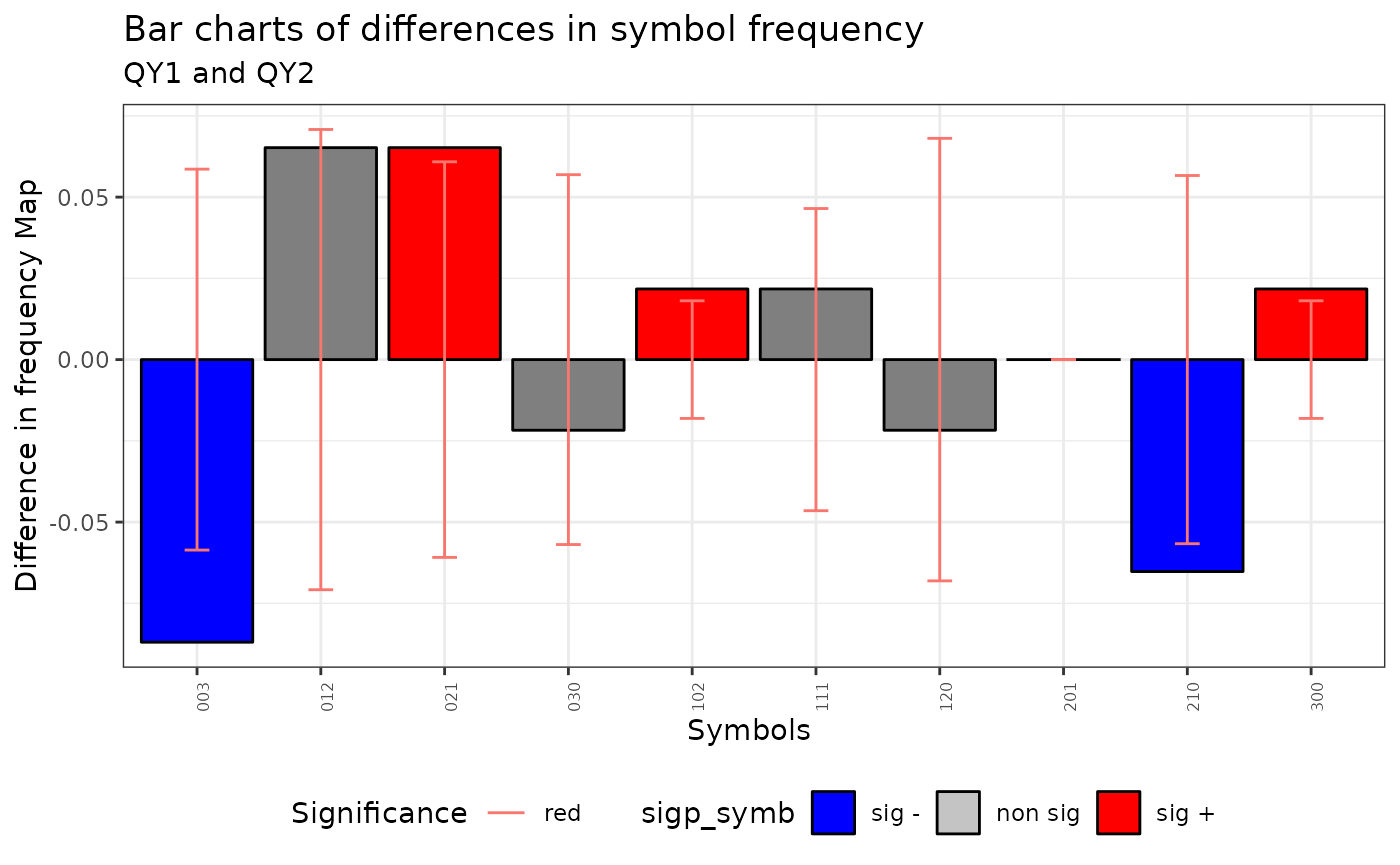 Bar charts of differences in symbol frequency
QY1 and QY2
Difference in frequency Map
0.05
0.00
-0.05
003 012 021 030 102 111 120 201 210 300
Symbols
Significance red sigp_symb sig - non sig sig +